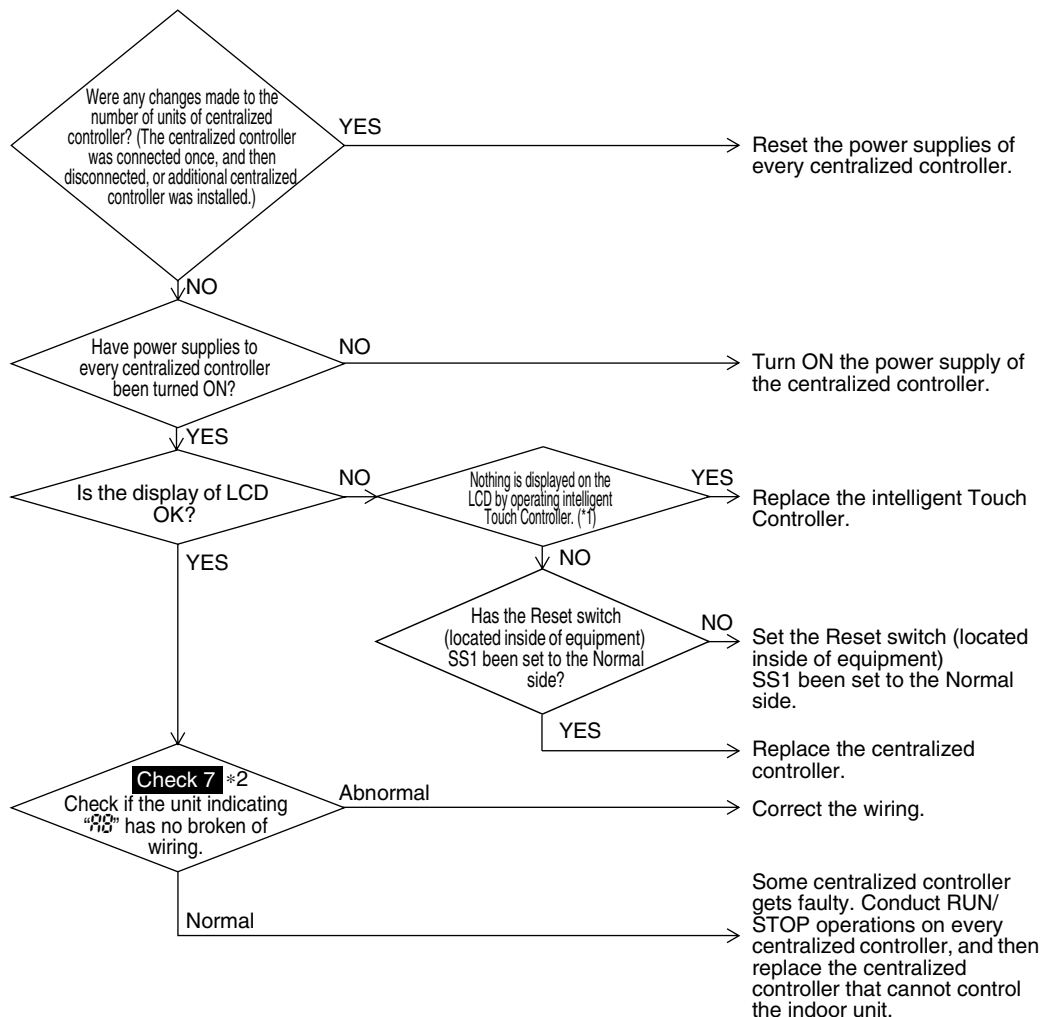 Were any changes made to the
number of units of centralized
controller? (The centralized controller
was connected once, and then
disconnected, or additional centralized
controller was installed.)
YES
Reset the power supplies of
every centralized controller.
NO
Have power supplies to
every centralized controller
been turned ON?
NO
Turn ON the power supply of
the centralized controller.
YES
Is the display of LCD
OK?
NO
Nothing is displayed on the
LCD by operating intelligent
Touch Controller. (*1)
YES
Replace the intelligent Touch
Controller.
YES
NO
Has the Reset switch
(located inside of equipment)
SS1 been set to the Normal
side?
NO
Set the Reset switch (located
inside of equipment)
SS1 been set to the Normal
side.
YES
Replace the centralized
controller.
Check 7 *2
Check if the unit indicating
“ ” has no broken of
wiring.
Abnormal
Correct the wiring.
Normal
Some centralized controller
gets faulty. Conduct RUN/
STOP operations on every
centralized controller, and then
replace the centralized
controller that cannot control
the indoor unit.